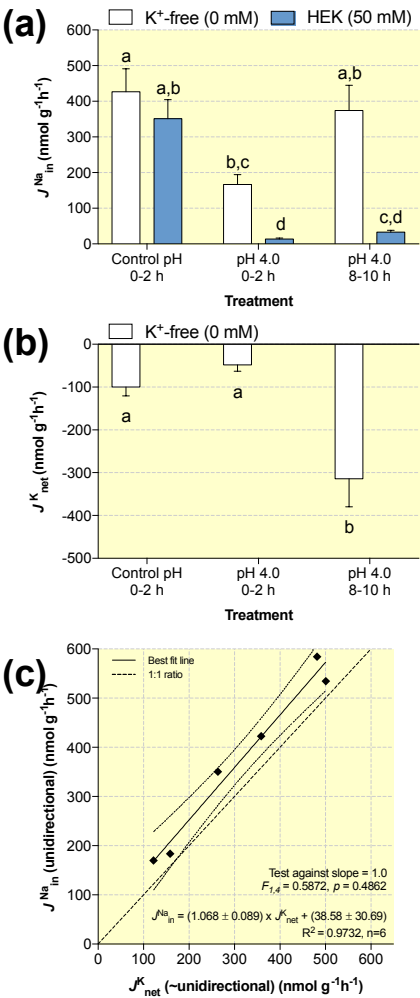 (a)
K⁺-free (0 mM) HEK (50 mM)
600
500
400
300
200
100
0
J^Na_in (nmol g⁻¹h⁻¹)
a
a,b
b,c
d
a,b
c,d
Control pH pH 4.0 pH 4.0
0-2 h 0-2 h 8-10 h
Treatment
(b)
K⁺-free (0 mM)
0
-100
-200
-300
-400
-500
J^K_net (nmol g⁻¹h⁻¹)
a
a
b
Control pH pH 4.0 pH 4.0
0-2 h 0-2 h 8-10 h
Treatment
(c)
600
500
400
300
200
100
0
J^Na_in (unidirectional) (nmol g⁻¹h⁻¹)
Best fit line
1:1 ratio
Test against slope = 1.0
F₁,₄ = 0.5872, p = 0.4862
J^Na_in = (1.068 ± 0.089) x J^K_net + (38.58 ± 30.69)
R² = 0.9732, n=6
0 100 200 300 400 500 600
J^K_net (~unidirectional) (nmol g⁻¹h⁻¹)